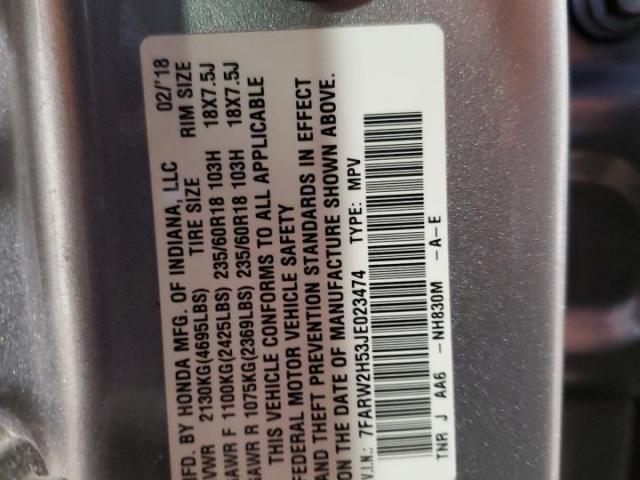 MFD. BY HONDA MFG. OF INDIANA, LLC 02/'18
VWR 2130KG(4695LBS) TIRE SIZE RIM SIZE
GAWR F 1100KG(2425LBS) 235/60R18 103H 18X7.5J
GAWR R 1075KG(2369LBS) 235/60R18 103H 18X7.5J
THIS VEHICLE CONFORMS TO ALL APPLICABLE
FEDERAL MOTOR VEHICLE SAFETY
AND THEFT PREVENTION STANDARDS IN EFFECT
ON THE DATE OF MANUFACTURE SHOWN ABOVE.
V.I.N.: 7FARW2H53JE023474 TYPE: MPV
TNR J AA6 -NH830M -A-E